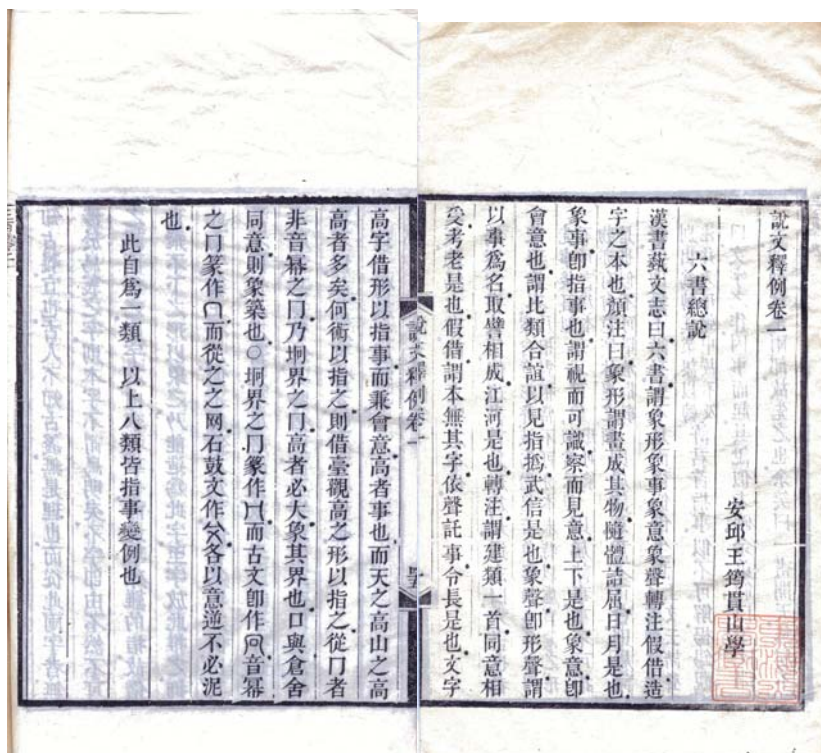 說文釋例卷一
安邱王筠貫山學
六書總說
漢書蓺文志曰六書謂象形象事象意象聲轉注假借造
字之本也顏注曰象形謂畫成其物隨體詰屈日月是也
象事卽指事也謂視而可識察而見意上下是也象意卽
會意也謂比類合誼以見指撝武信是也象聲卽形聲謂
以事爲名取譬相成江河是也轉注謂建類一首同意相
受考老是也假借謂本無其字依聲託事令長是也文字
說文釋例卷一
高字借形以指事而兼會意高者事也而天之高山之高
高者多矣何術以指之則借臺觀高之形以指之從冂者
非音冪之冂乃坰界之冂高者必大象其界也口與倉舍
同意則象築也○坰界之冂篆作冂而古文卽作冋音冪
之冂篆作冖而從之之网石鼓文作各以意逆不必泥
也
此自爲一類 以上八類皆指事變例也